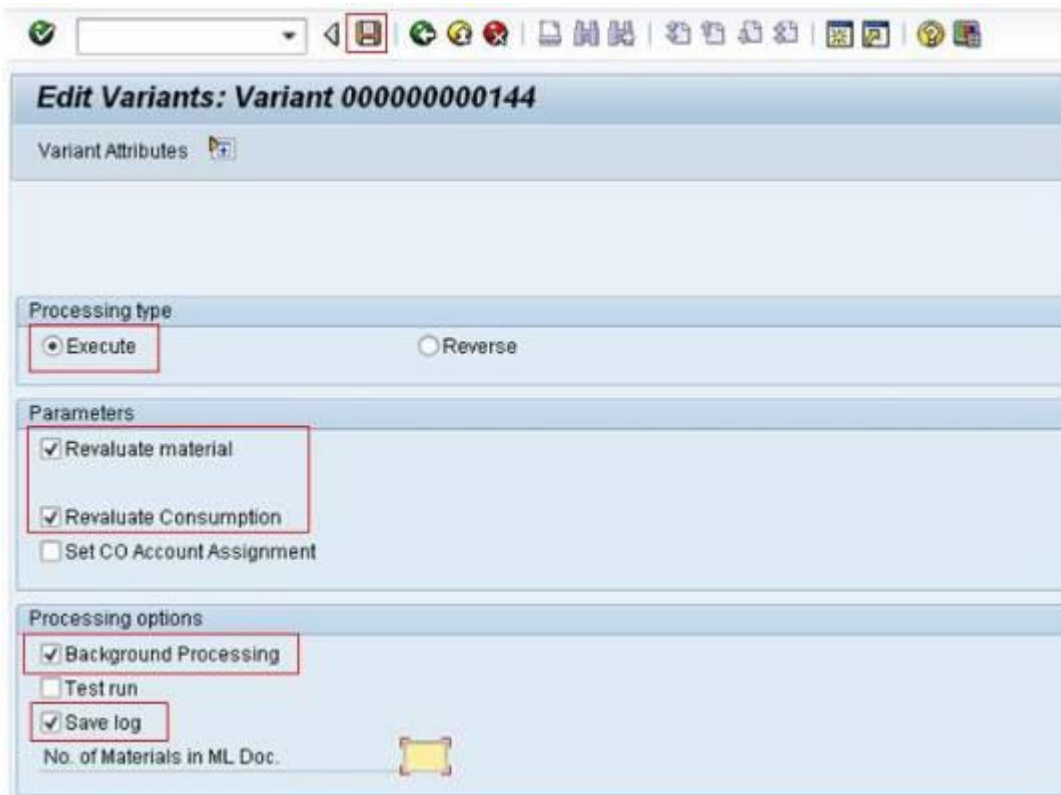 Edit Variants: Variant 000000000144
Variant Attributes
Processing type
Execute Reverse
Parameters
Revaluate material
Revaluate Consumption
Set CO Account Assignment
Processing options
Background Processing
Test run
Save log
No. of Materials in ML Doc.